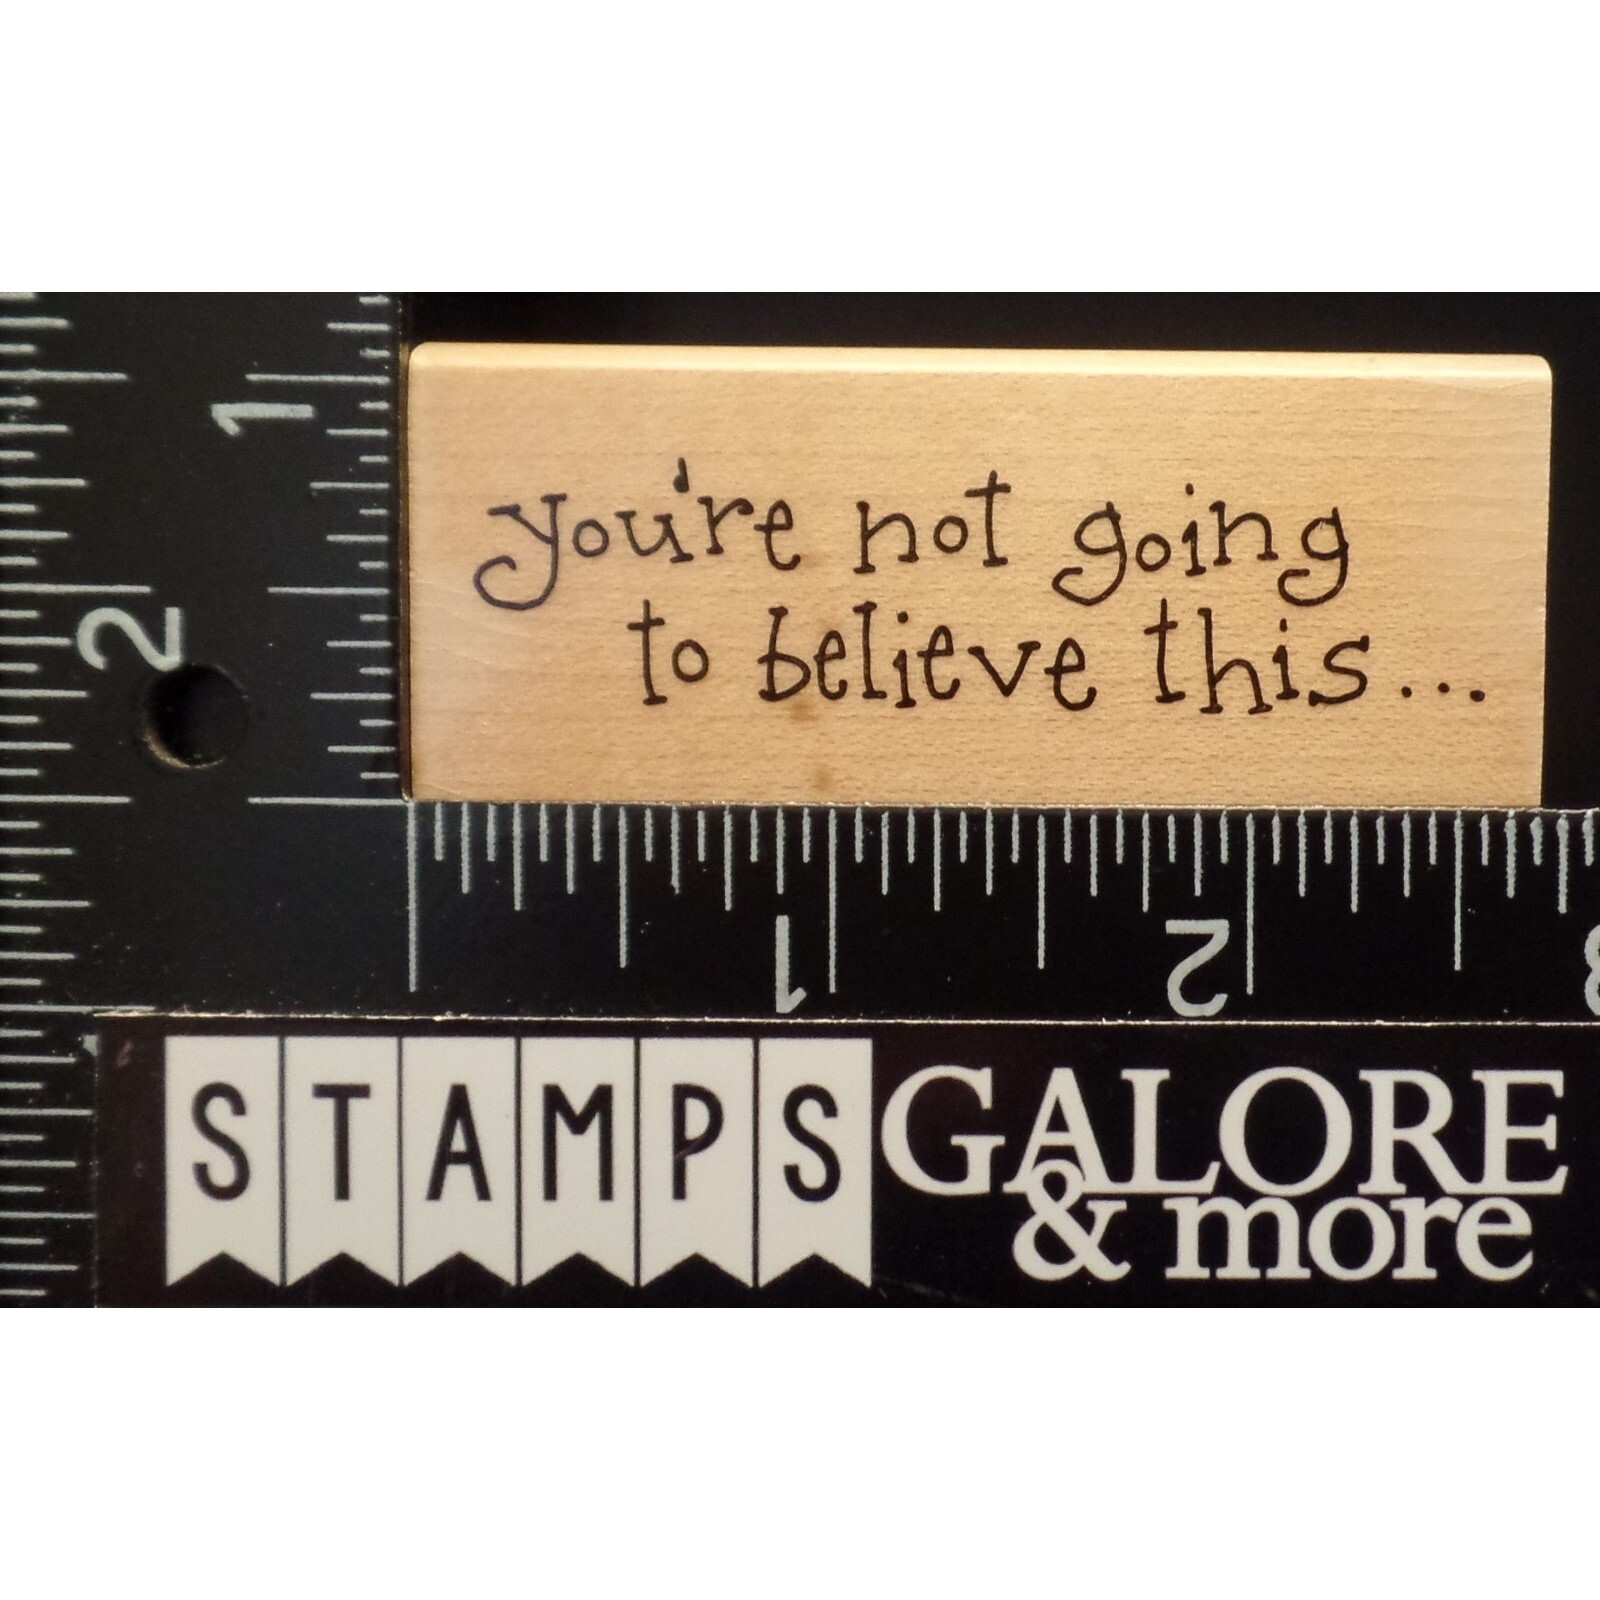 1
2
you're not going
to believe this...
1
2
3
STAMPS
GALORE
& more